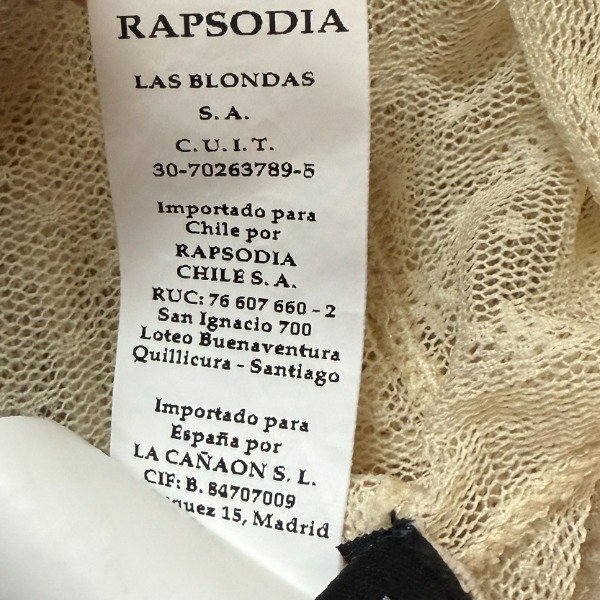 RAPSODIA
LAS BLONDAS
S. A.
C. U. I. T.
30-70263789-5
Importado para
Chile por
RAPSODIA
CHILE S. A.
RUC: 76 607 660 - 2
San Ignacio 700
Loteo Buenaventura
Quillicura - Santiago
Importado para
España por
LA CAÑAON S. L.
CIF: B. 84707009
15, Madrid